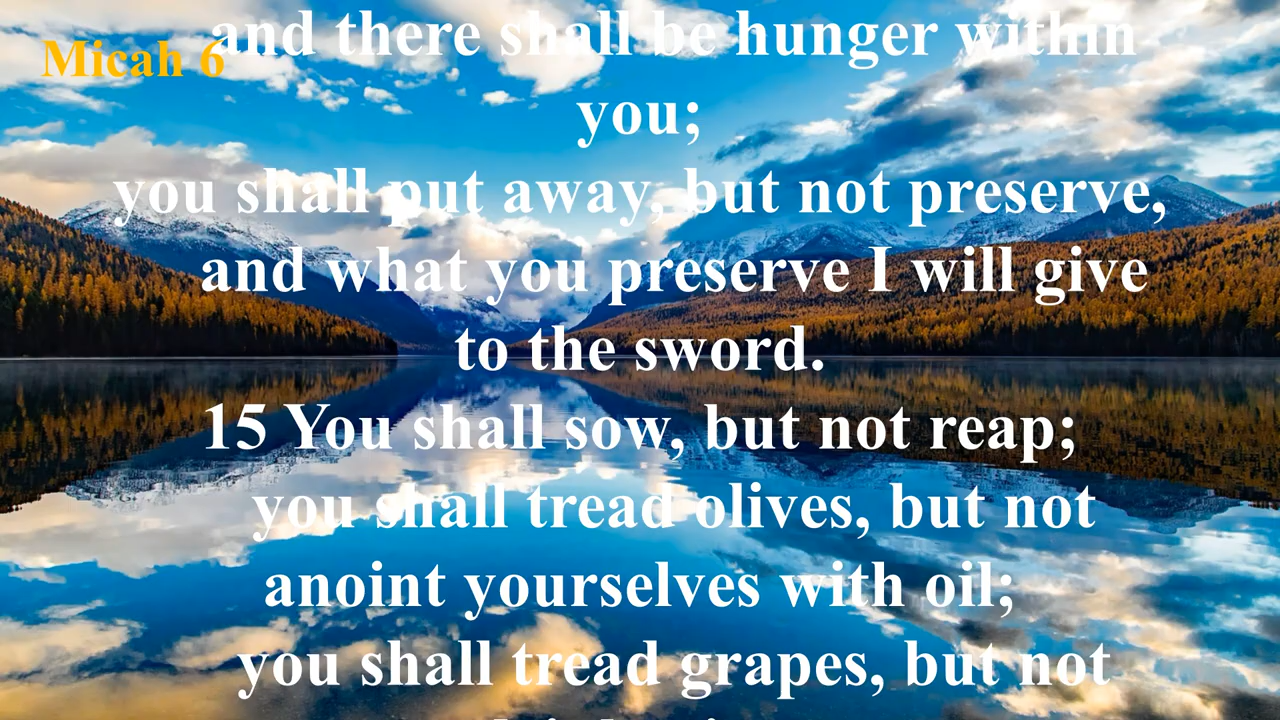 and there shall be hunger within
Micah 6
you;
you shall put away, but not preserve,
and what you preserve I will give
to the sword.
15 You shall sow, but not reap;
you shall tread olives, but not
anoint yourselves with oil;
you shall tread grapes, but not